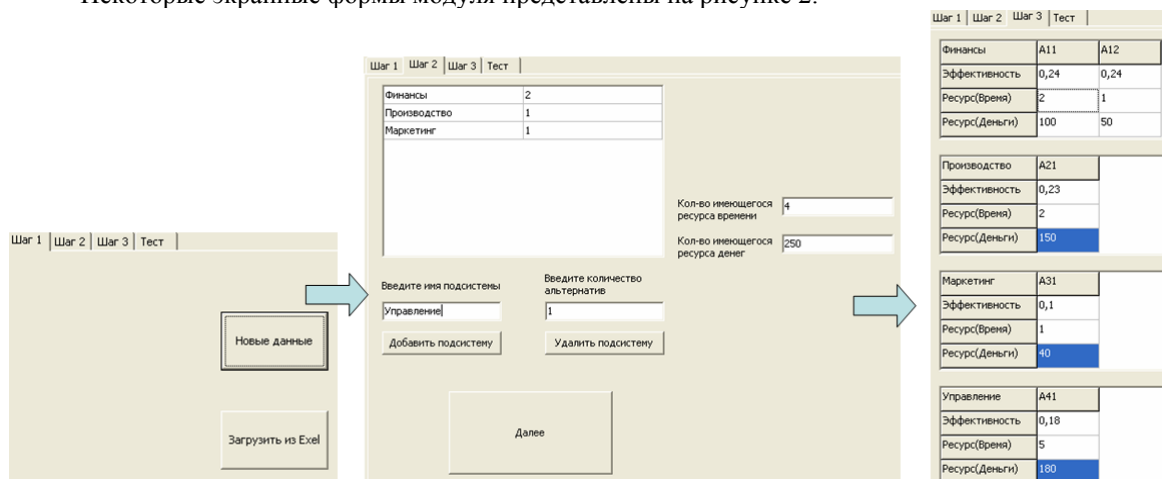 Некоторые экранные формы модуля представлены на рисунке 2.
Шаг 1 Шаг 2 Шаг 3 Тест
Новые данные
Загрузить из Exel
Шаг 1 Шаг 2 Шаг 3 Тест
Финансы 2
Производство 1
Маркетинг 1
Кол-во имеющегося
ресурса времени
4
Кол-во имеющегося
ресурса денег
250
Введите имя подсистемы
Введите количество
альтернатив
Управление 1
Добавить подсистему Удалить подсистему
Далее
Шаг 1 Шаг 2 Шаг 3 Тест
Финансы A11 A12
Эффективность 0,24 0,24
Ресурс(Время) 2 1
Ресурс(Деньги) 100 50
Производство A21
Эффективность 0,23
Ресурс(Время) 2
Ресурс(Деньги) 150
Маркетинг A31
Эффективность 0,1
Ресурс(Время) 1
Ресурс(Деньги) 40
Управление A41
Эффективность 0,18
Ресурс(Время) 5
Ресурс(Деньги) 180